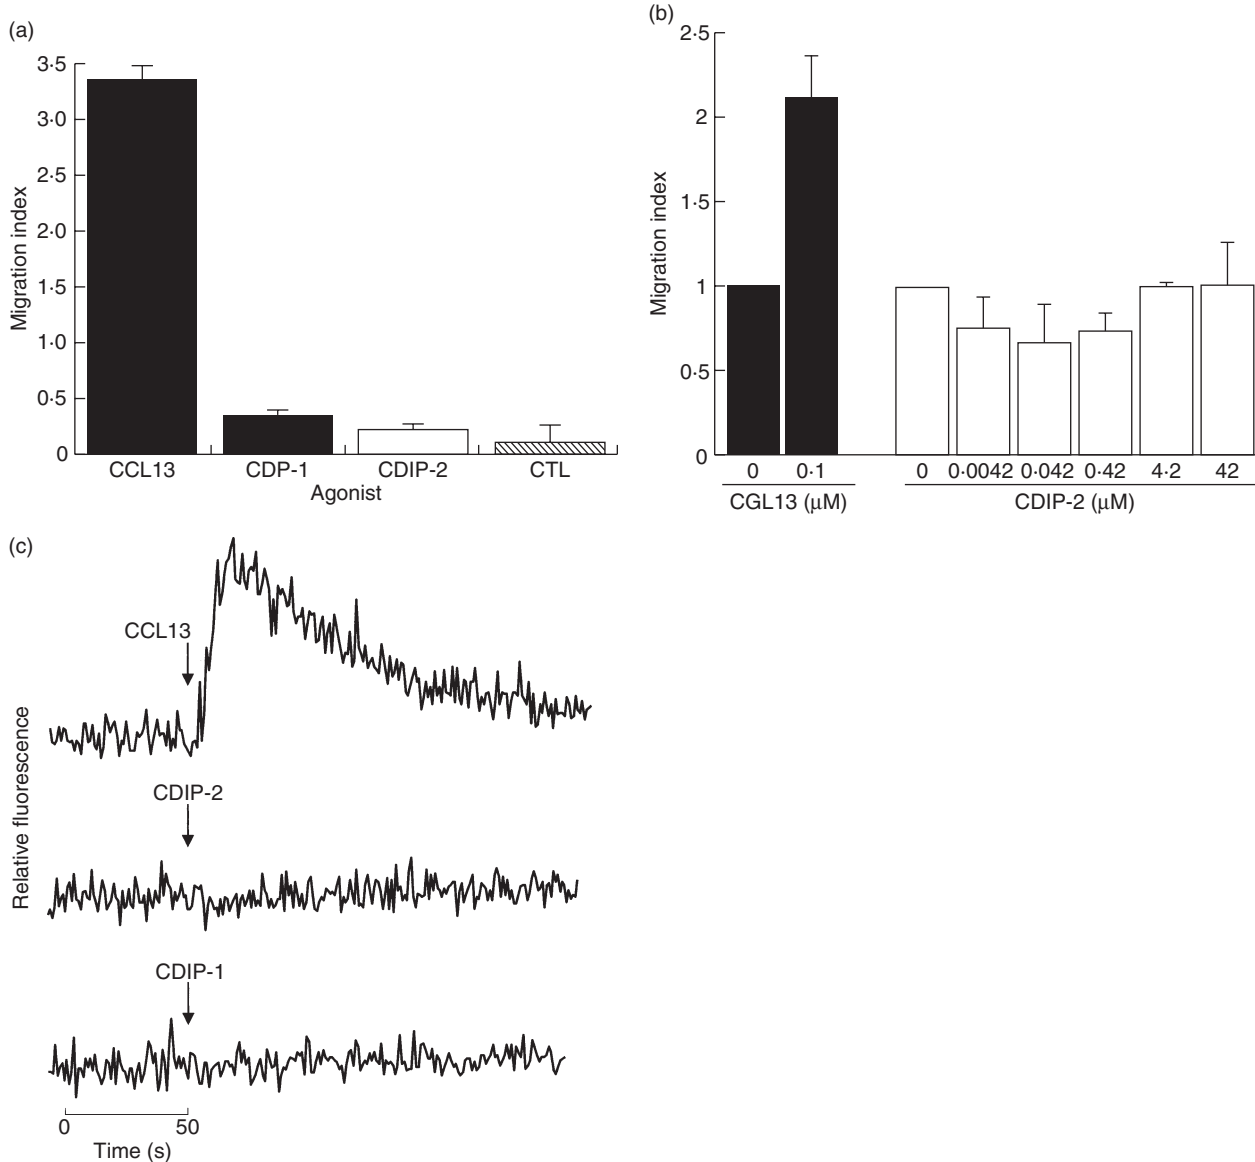 (a)
3·5
3·0
2·5
2·0
1·5
1·0
0·5
0
Migration index
CCL13 CDP-1 CDIP-2 CTL
Agonist
(b)
2·5
2
1·5
1
0·5
0
Migration index
0 0·1 0 0·0042 0·042 0·42 4·2 42
CGL13 (μM) CDIP-2 (μM)
(c)
CCL13
CDIP-2
CDIP-1
Relative fluorescence
0 50
Time (s)